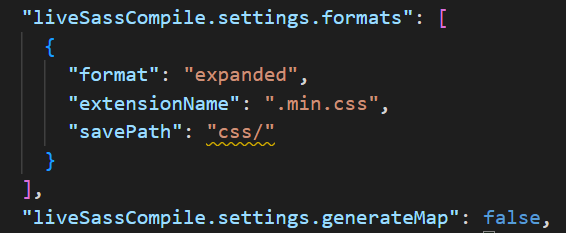 "liveSassCompile.settings.formats": [
{
"format": "expanded",
"extensionName": ".min.css",
"savePath": "css/"
}
],
"liveSassCompile.settings.generateMap": false,